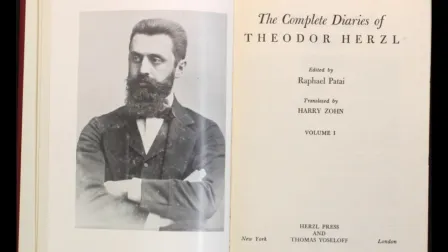 The Complete Diaries of
THEODOR HERZL
Edited by
Raphael Patai
Translated by
HARRY ZOHN
VOLUME I
HERZL PRESS
AND
New York THOMAS YOSELOFF London